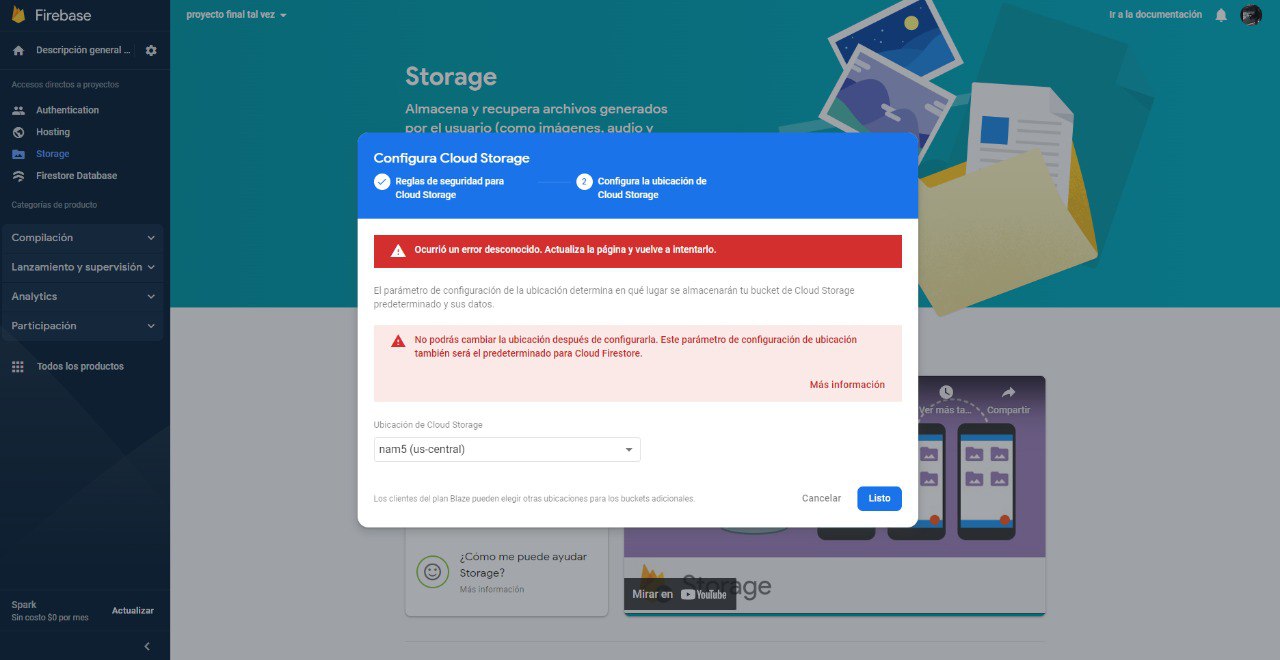 Firebase
proyecto final tal vez
Ir a la documentación
Descripción general ...
Accesos directos a proyectos
Authentication
Hosting
Storage
Firestore Database
Categorías de producto
Compilación
Lanzamiento y supervisión
Analytics
Participación
Todos los productos
Spark
Sin costo $0 por mes
Actualizar
Storage
Almacena y recupera archivos generados
por el usuario (como imágenes, audio y
Configura Cloud Storage
Reglas de seguridad para
Cloud Storage
2
Configura la ubicación de
Cloud Storage
Ocurrió un error desconocido. Actualiza la página y vuelve a intentarlo.
El parámetro de configuración de la ubicación determina en qué lugar se almacenarán tu bucket de Cloud Storage
predeterminado y sus datos.
No podrás cambiar la ubicación después de configurarla. Este parámetro de configuración de ubicación
también será el predeterminado para Cloud Firestore.
Más información
Ubicación de Cloud Storage
nam5 (us-central)
Los clientes del plan Blaze pueden elegir otras ubicaciones para los buckets adicionales.
Cancelar
Listo
Ver más ta...
Compartir
¿Cómo me puede ayudar
Storage?
Más información
Storage
Mirar en YouTube